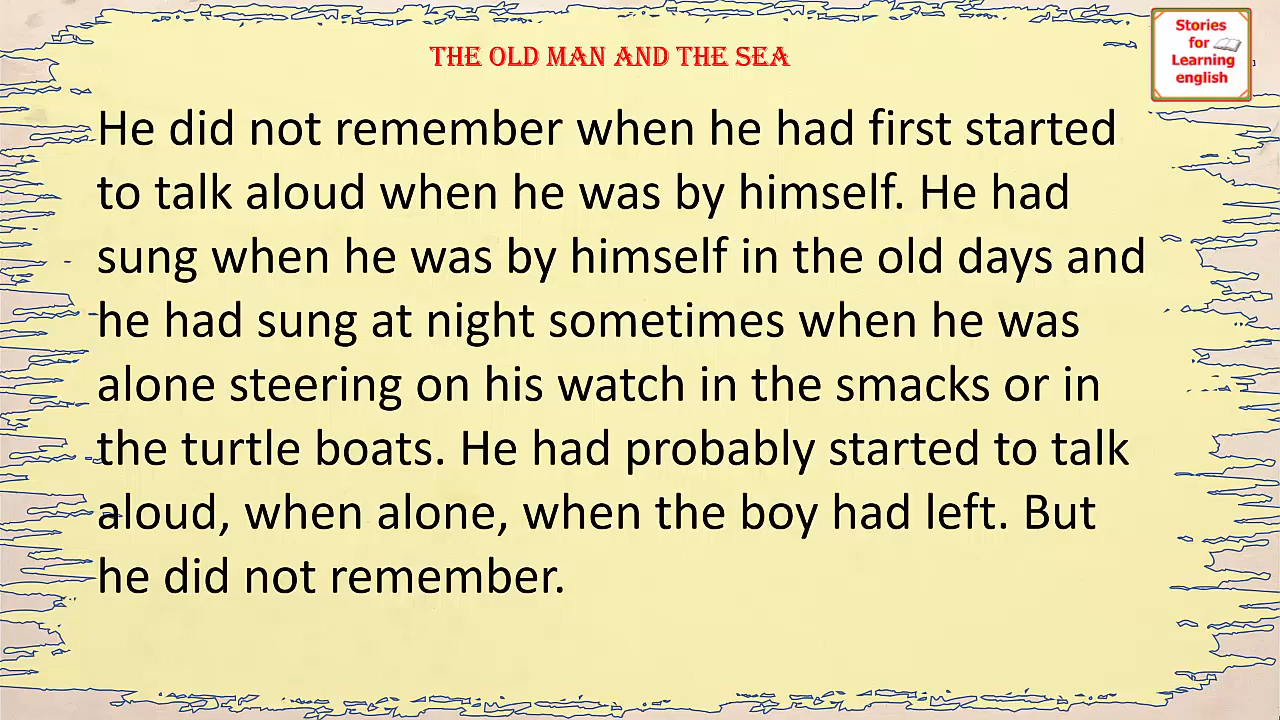 THE OLD MAN AND THE SEA
Stories
for
Learning
english
He did not remember when he had first started
to talk aloud when he was by himself. He had
sung when he was by himself in the old days and
he had sung at night sometimes when he was
alone steering on his watch in the smacks or in
the turtle boats. He had probably started to talk
aloud, when alone, when the boy had left. But
he did not remember.